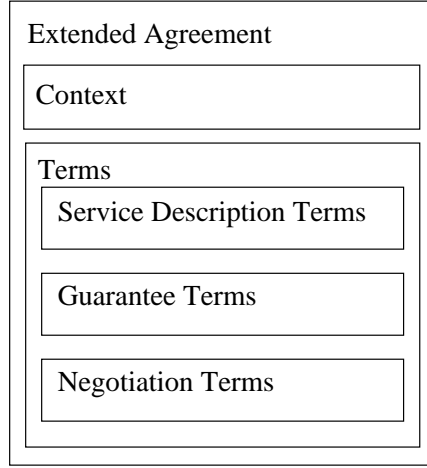 Extended Agreement
Context
Terms
Service Description Terms
Guarantee Terms
Negotiation Terms